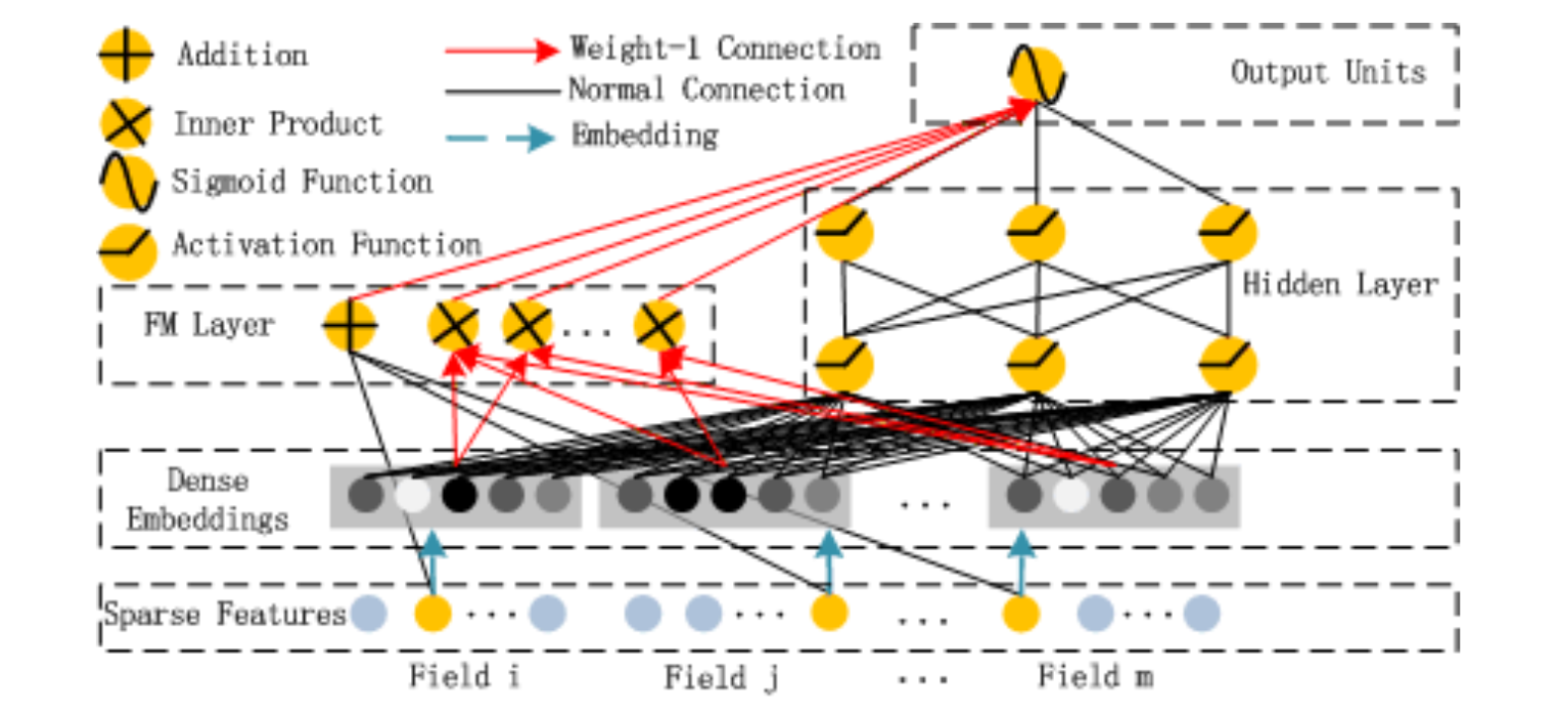 Addition
Weight-1 Connection
Output Units
Normal Connection
Inner Product
Embedding
Sigmoid Function
Activation Function
Hidden Layer
FM Layer
...
Dense
Embeddings
...
Sparse Features ... ... ... ...
Field i Field j ... Field m